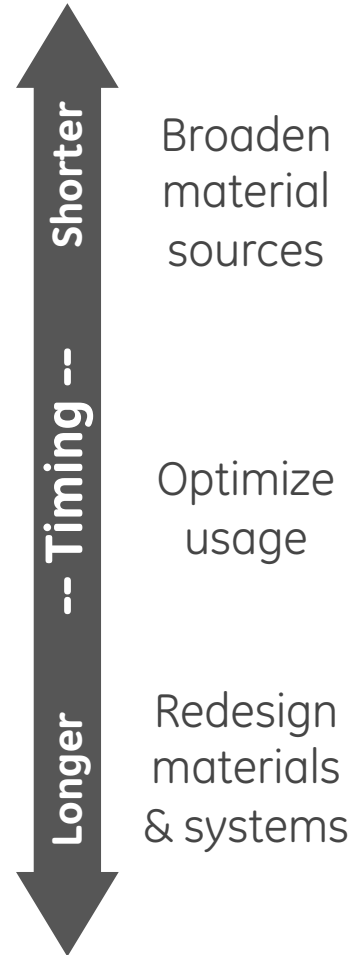 Shorter
Broaden
material
sources
-- Timing --
Optimize
usage
Longer
Redesign
materials
& systems